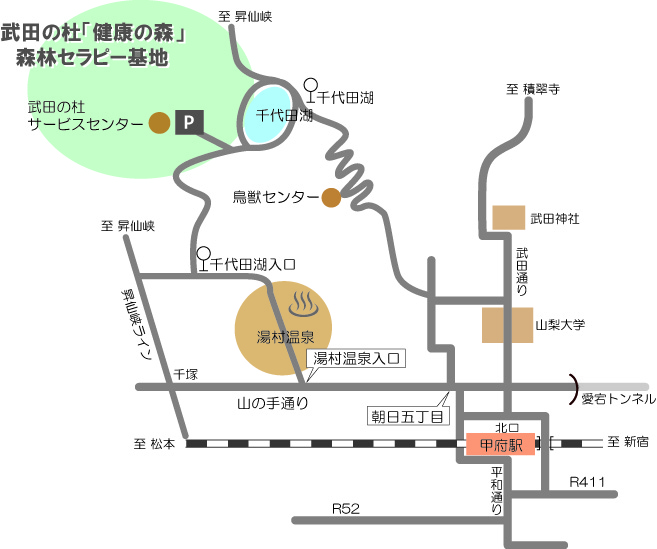 至 昇仙峡
武田の杜「健康の森」
森林セラピー基地
千代田湖
千代田湖
至 積翠寺
武田の杜
サービスセンター
P
鳥獣センター
武田神社
至 昇仙峡
武田通り
千代田湖入口
昇仙峡ライン
山梨大学
湯村温泉
湯村温泉入口
千塚
山の手通り
愛宕トンネル
朝日五丁目
北口
至 松本
甲府駅
至 新宿
平和通り
R411
R52